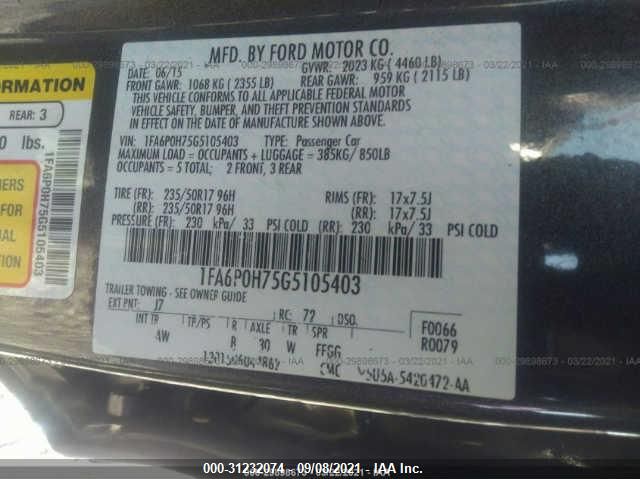 MFD. BY FORD MOTOR CO.
DATE: 06/15 GVWR: 2023 KG (4460 LB)
FRONT GAWR: 1068 KG (2355 LB) REAR GAWR: 959 KG (2115 LB)
THIS VEHICLE CONFORMS TO ALL APPLICABLE FEDERAL MOTOR
VEHICLE SAFETY, BUMPER, AND THEFT PREVENTION STANDARDS
IN EFFECT ON THE DATE OF MANUFACTURE SHOWN ABOVE.
VIN: 1FA6P0H75G5105403 TYPE: Passenger Car
MAXIMUM LOAD = OCCUPANTS + LUGGAGE = 385KG/850LB
OCCUPANTS = 5 TOTAL; 2 FRONT, 3 REAR
TIRE (FR): 235/50R17 96H RIMS (FR): 17x7.5J
(RR): 235/50R17 96H (RR): 17x7.5J
PRESSURE (FR): 230 kPa/ 33 PSI COLD (RR): 230 kPa/ 33 PSI COLD
1FA6P0H75G5105403
TRAILER TOWING - SEE OWNER GUIDE
EXT PNT: J7 RC: 72 DSO:
INT TR TP/PS R AXLE TR SPR
4W B 30 W FFGG
F0066
R0079
5420472-AA
FORMATION
REAR: 3
0 lbs.
1FA6P0H75G5105403
29898673 - 03/22/2021 - IAA
000-31232074 - 09/08/2021 - IAA Inc.